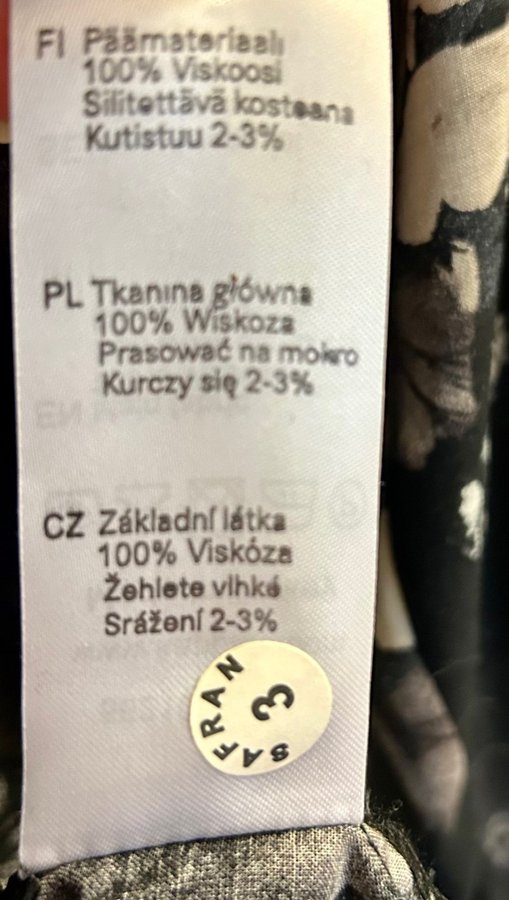 FI Päämateriaali
100% Viskoosi
Silitettävä kosteana
Kutistuu 2-3%
PL Tkanina główna
100% Wiskoza
Prasować na mokro
Kurczy się 2-3%
CZ Základní látka
100% Viskóza
Žehlete vlhké
Srážení 2-3%
SAFRAN
3